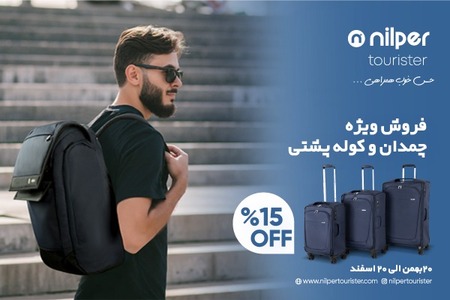 nilper
tourister
حس خوب همراهی ...
فروش ویژه
چمدان و کوله پشتی
%15
OFF
۲۰ بهمن الی ۲۰ اسفند
www.nilpertourister.com nilpertourister